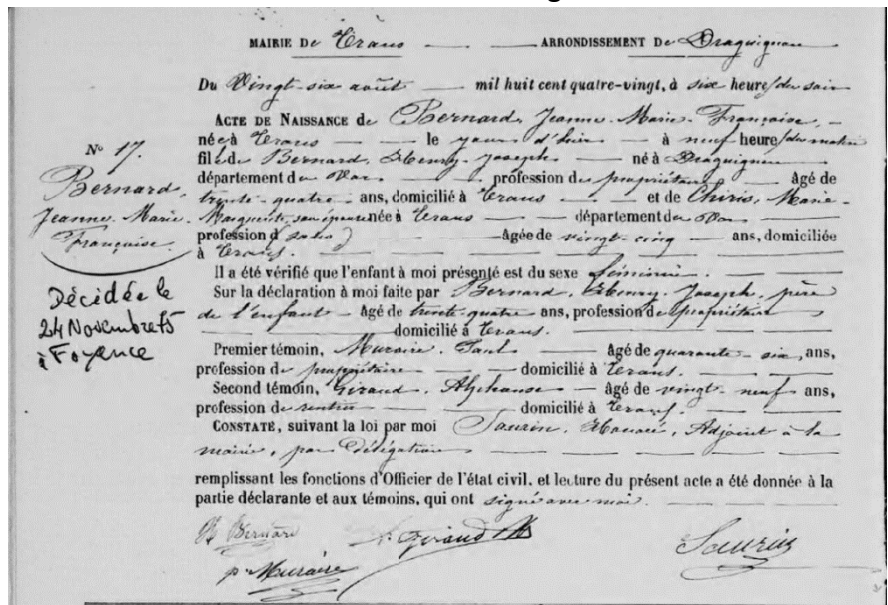 MAIRIE De Trans — ARRONDISSEMENT De Draguignan
Du Vingt-six août — mil huit cent quatre-vingt, à six heures du soir
ACTE DE NAISSANCE de Bernard, Jeanne-Marie-Françoise, —
née à Trans — le jour d'hier — à neuf heures du matin
fille de Bernard, Henry-Joseph — né à Draguignan
département du Var — profession de propriétaire — âgé de
trente-quatre — ans, domicilié à Trans — et de Chiris, Marie-
Marguerite, son épouse née à Trans — département du Var —
profession d — âgée de vingt-cinq — ans, domiciliée
à Trans. —
N° 17.
Bernard,
Jeanne-Marie-
Françoise.
Décédée le
24 Novembre 15
à Fayence
Il a été vérifié que l'enfant à moi présenté est du sexe féminin. —
Sur la déclaration à moi faite par Bernard, Henry-Joseph, père
de l'enfant — âgé de trente-quatre ans, profession de propriétaire —
— domicilié à Trans. —
Premier témoin, Muraire, Paul — âgé de quarante-six, ans,
profession de propriétaire — domicilié à Trans. —
Second témoin, Giraud, Alphonse — âgé de vingt-neuf ans,
profession de rentier — domicilié à Trans. —
CONSTATÉ, suivant la loi par moi Saurin, Honoré, Adjoint à la
mairie, par délégation —
remplissant les fonctions d'Officier de l'état civil. et lecture du présent acte a été donnée à la
partie déclarante et aux témoins, qui ont signé avec moi. —
H Bernard
A. Giraud
Saurin
p. Muraire